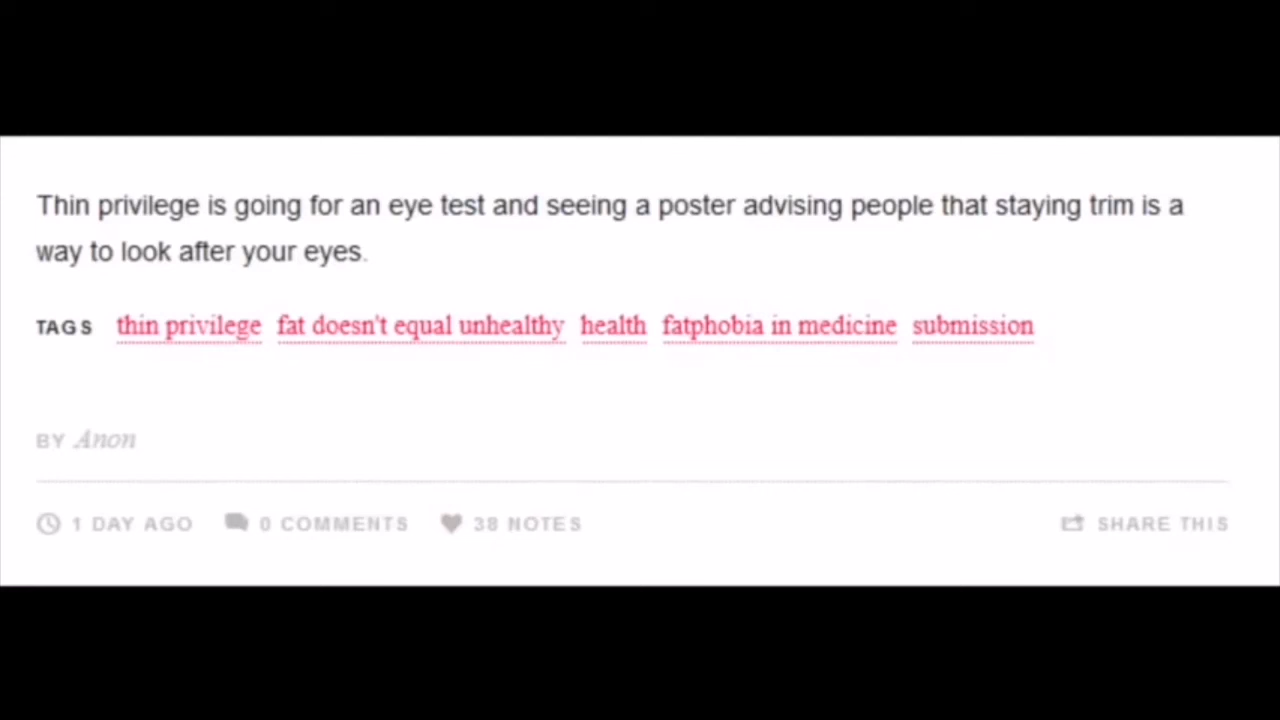 Thin privilege is going for an eye test and seeing a poster advising people that staying trim is a
way to look after your eyes.
TAGS thin privilege fat doesn't equal unhealthy health fatphobia in medicine submission
BY Anon
1 DAY AGO 0 COMMENTS 38 NOTES SHARE THIS